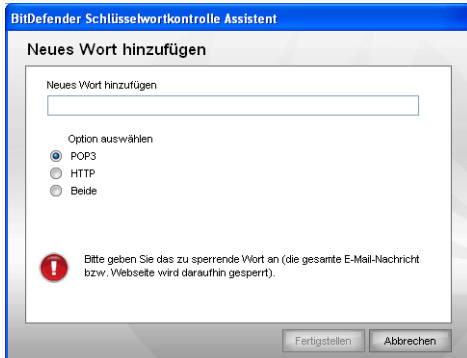 BitDefender Schlüsselwortkontrolle Assistent
Neues Wort hinzufügen
Neues Wort hinzufügen
Option auswählen
POP3
HTTP
Beide
Bitte geben Sie das zu sperrende Wort an (die gesamte E-Mail-Nachricht
bzw. Webseite wird daraufhin gesperrt).
Fertigstellen Abbrechen